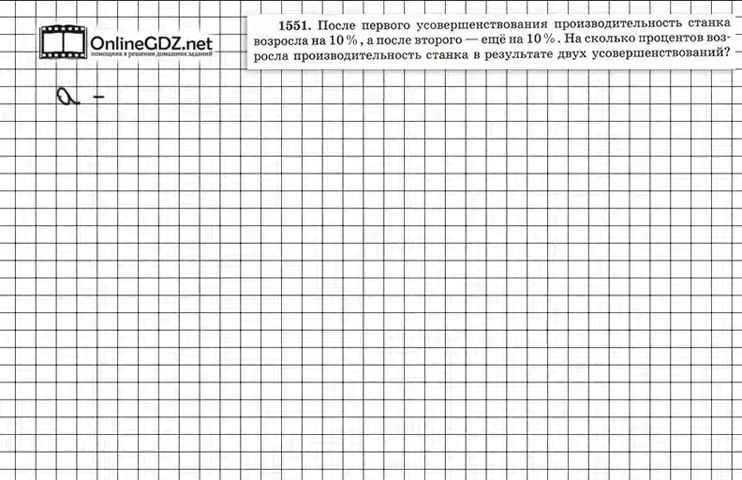 OnlineGDZ.net
помощник в решении домашних заданий
1551. После первого усовершенствования производительность станка
возросла на 10 %, а после второго — ещё на 10 %. На сколько процентов воз-
росла производительность станка в результате двух усовершенствований?
a -